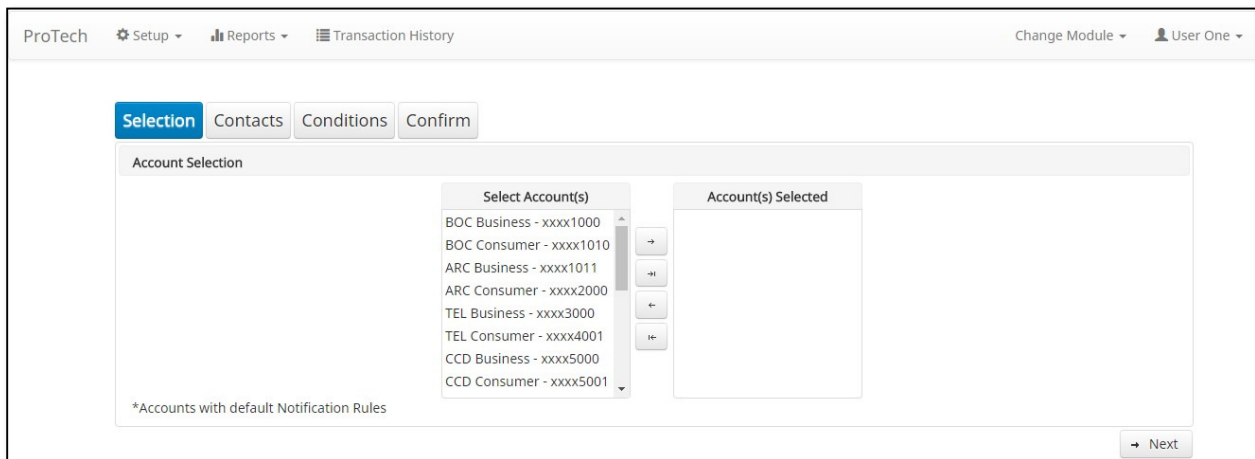 ProTech Setup Reports Transaction History Change Module User One
Selection Contacts Conditions Confirm
Account Selection
Select Account(s) Account(s) Selected
BOC Business - xxxx1000
BOC Consumer - xxxx1010
ARC Business - xxxx1011
ARC Consumer - xxxx2000
TEL Business - xxxx3000
TEL Consumer - xxxx4001
CCD Business - xxxx5000
CCD Consumer - xxxx5001
*Accounts with default Notification Rules
Next